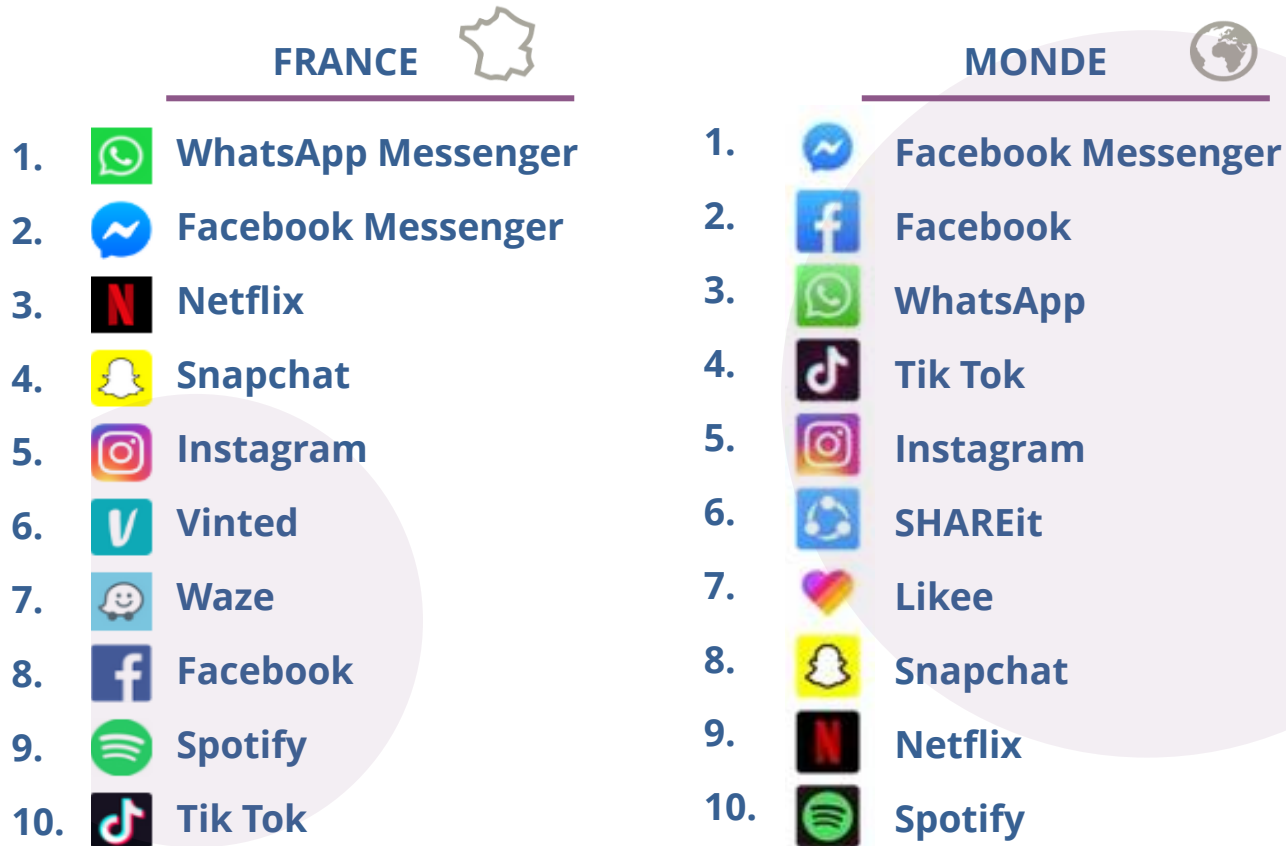 FRANCE
1. WhatsApp Messenger
2. Facebook Messenger
3. Netflix
4. Snapchat
5. Instagram
6. Vinted
7. Waze
8. Facebook
9. Spotify
10. Tik Tok
MONDE
1. Facebook Messenger
2. Facebook
3. WhatsApp
4. Tik Tok
5. Instagram
6. SHAREit
7. Likee
8. Snapchat
9. Netflix
10. Spotify